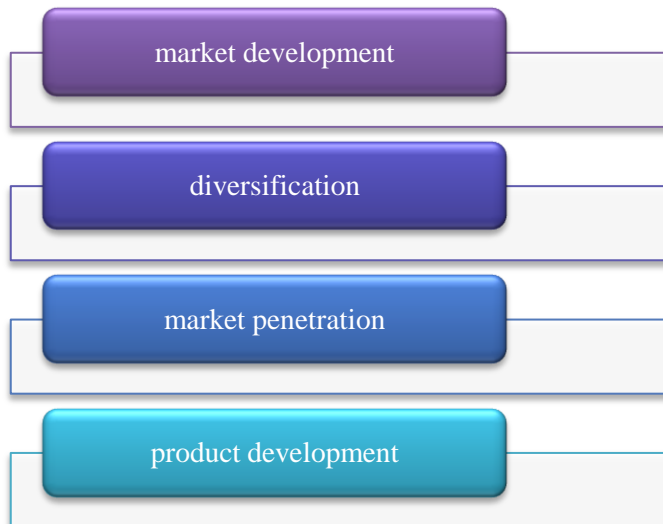 market development
diversification
market penetration
product development